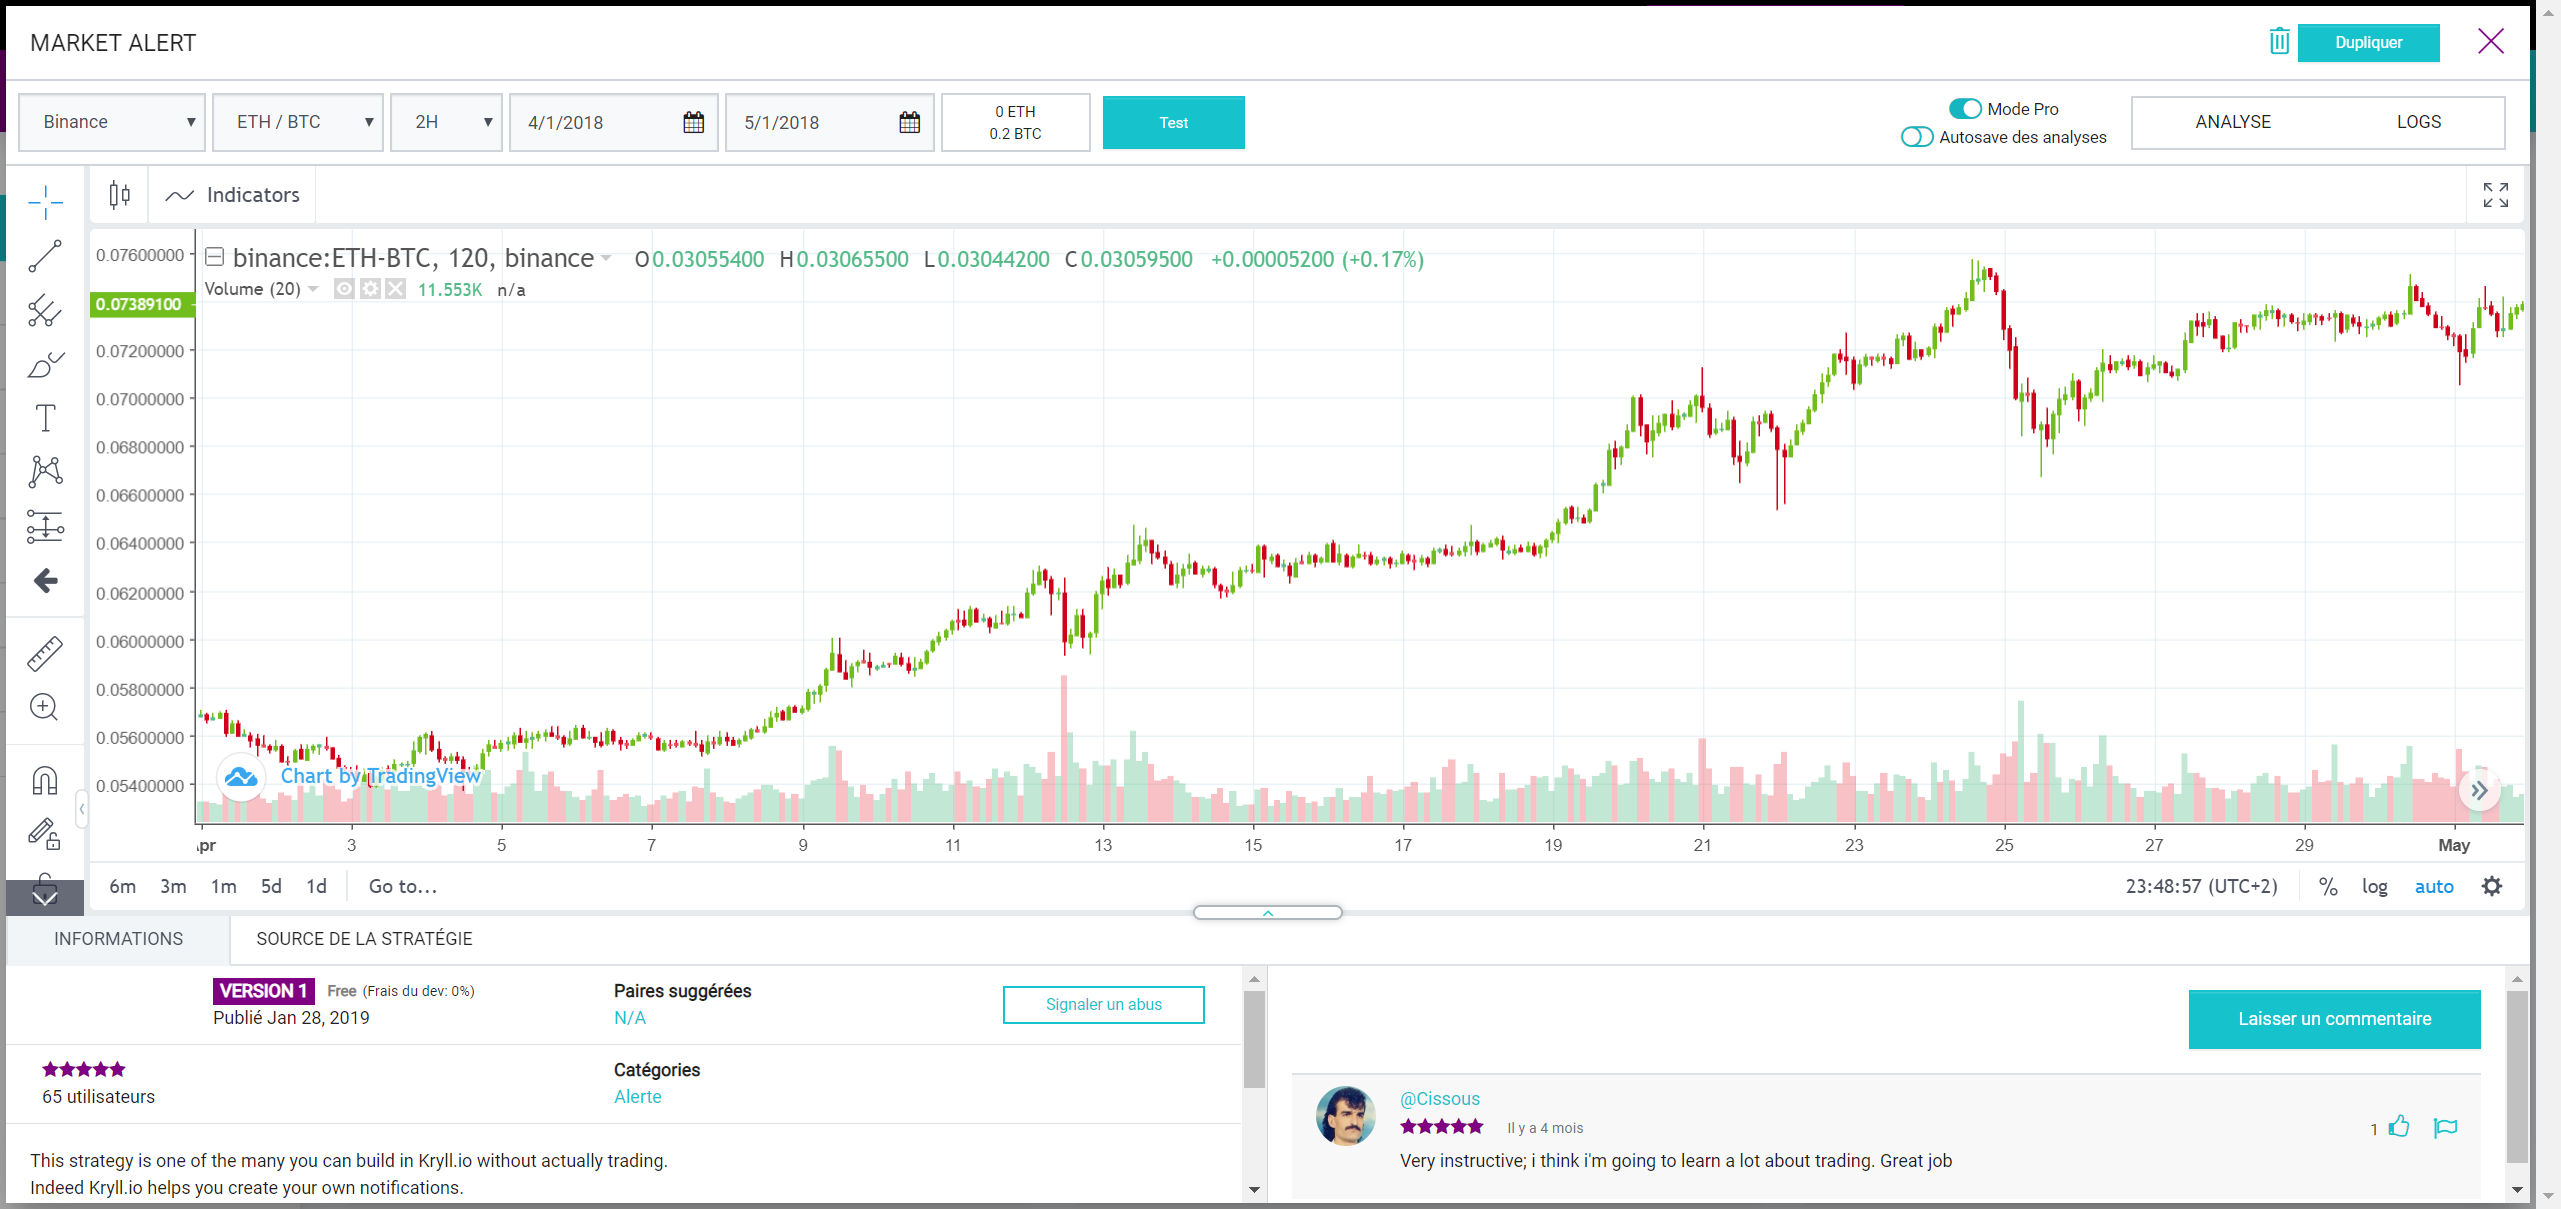 MARKET ALERT
Dupliquer
Binance
ETH / BTC
2H
4/1/2018
5/1/2018
0 ETH
0.2 BTC
Test
Mode Pro
Autosave des analyses
ANALYSE
LOGS
Indicators
binance:ETH-BTC, 120, binance O0.03055400 H0.03065500 L0.03044200 C0.03059500 +0.00005200 (+0.17%)
Volume (20) 11.553K n/a
0.07600000
0.07389100
0.07200000
0.07000000
0.06800000
0.06600000
0.06400000
0.06200000
0.06000000
0.05800000
0.05600000
0.05400000
Chart by TradingView
pr 3 5 7 9 11 13 15 17 19 21 23 25 27 29 May
6m 3m 1m 5d 1d Go to...
23:48:57 (UTC+2) % log auto
INFORMATIONS
SOURCE DE LA STRATÉGIE
VERSION 1 Free (Frais du dev: 0%)
Publié Jan 28, 2019
Paires suggérées
N/A
Signaler un abus
65 utilisateurs
Catégories
Alerte
This strategy is one of the many you can build in Kryll.io without actually trading.
Indeed Kryll.io helps you create your own notifications.
Laisser un commentaire
@Cissous
Il y a 4 mois
1
Very instructive; i think i'm going to learn a lot about trading. Great job